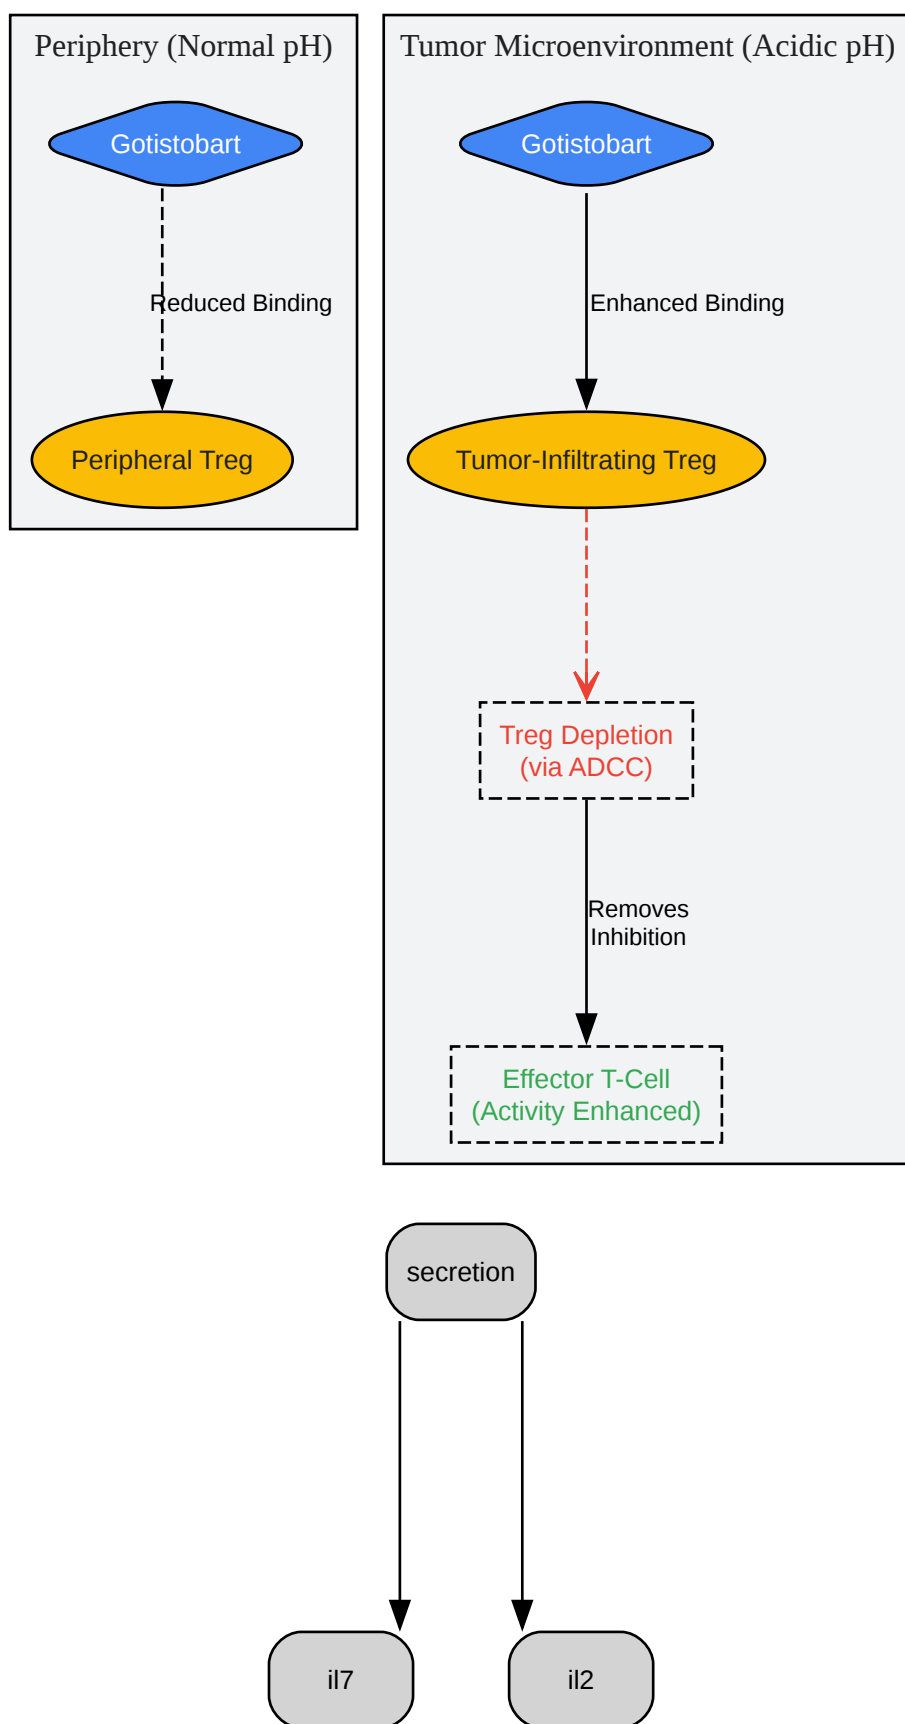 Periphery (Normal pH)
Gotistobart
Reduced Binding
Peripheral Treg
Tumor Microenvironment (Acidic pH)
Gotistobart
Enhanced Binding
Tumor-Infiltrating Treg
Treg Depletion
(via ADCC)
Removes
Inhibition
Effector T-Cell
(Activity Enhanced)
secretion
il7
il2